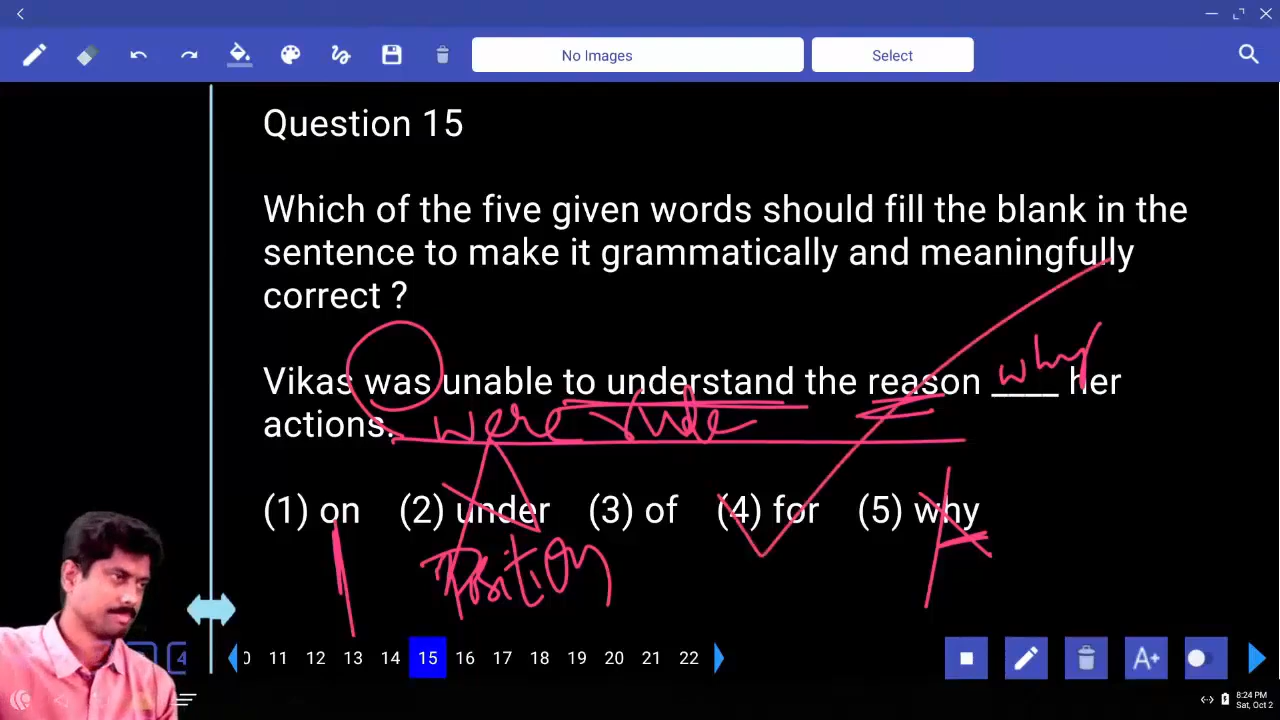 No Images
Select
Question 15
Which of the five given words should fill the blank in the
sentence to make it grammatically and meaningfully
correct ?
why
Vikas was unable to understand the reason ____ her
actions. were rude
(1) on (2) under (3) of (4) for (5) why
Position
0 11 12 13 14 15 16 17 18 19 20 21 22
A+
8:24 PM
Sat, Oct 2